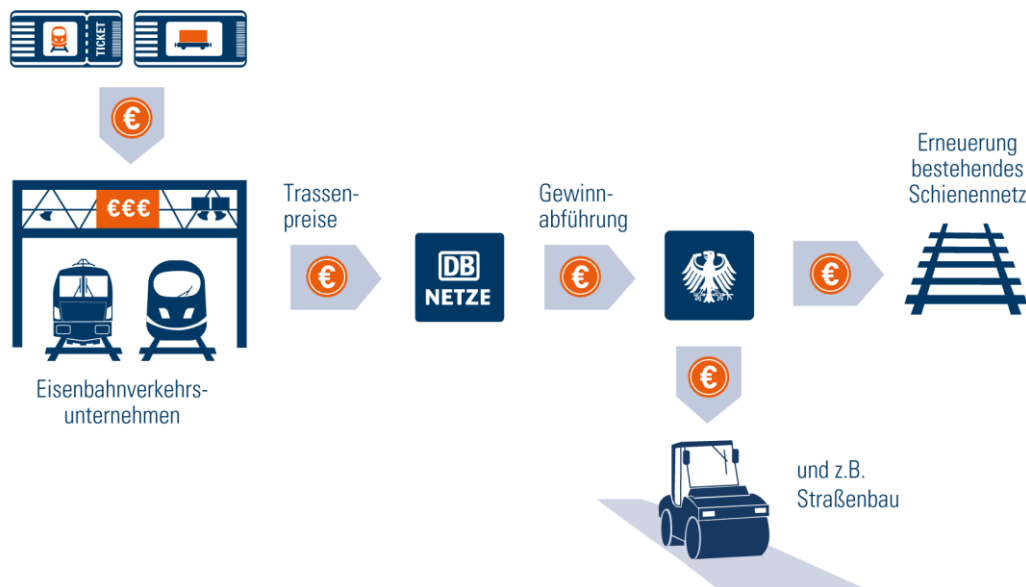 TICKET
€
€€€
Eisenbahnverkehrs-
unternehmen
Trassen-
preise
€
DB
NETZE
Gewinn-
abführung
€
€
Erneuerung
bestehendes
Schienennetz
€
und z.B.
Straßenbau